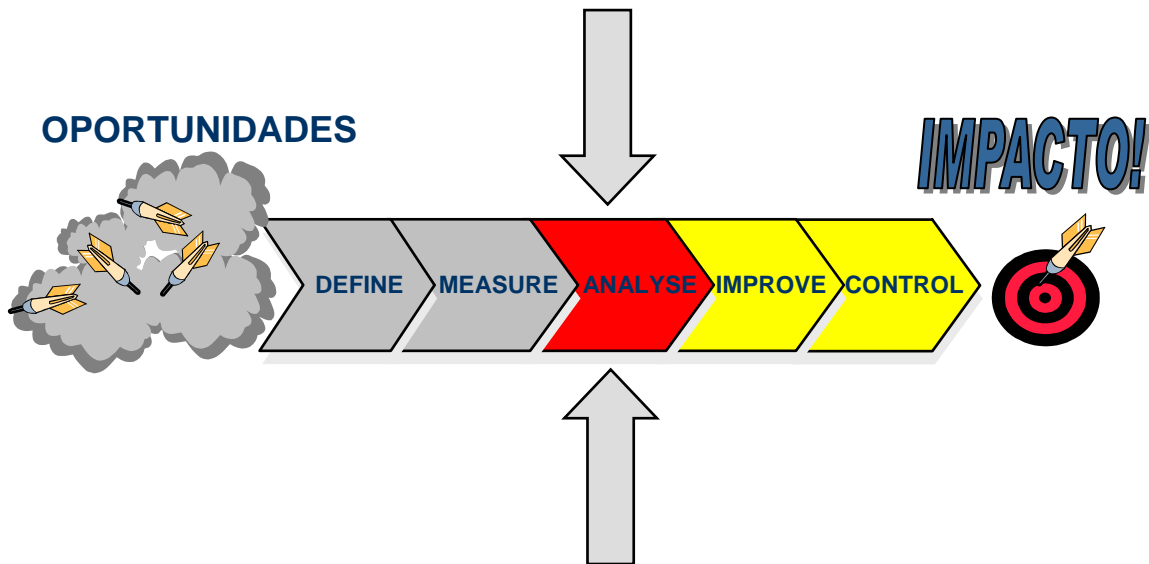 OPORTUNIDADES
IMPACTO!
DEFINE
MEASURE
ANALYSE
IMPROVE
CONTROL